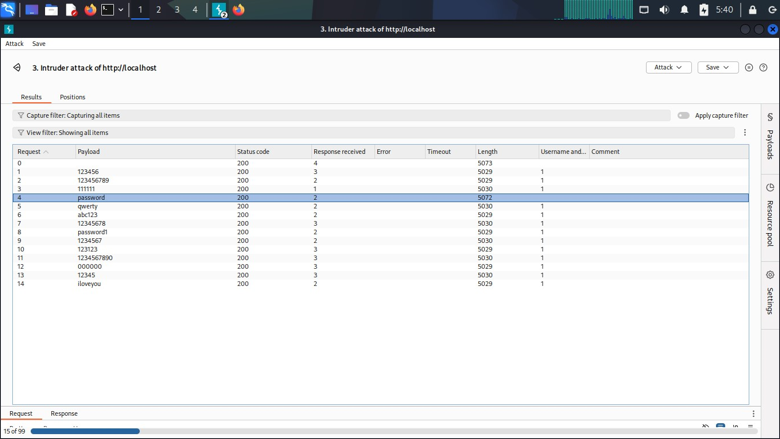 1 2 3 4 2 5:40
3. Intruder attack of http://localhost
Attack Save
3. Intruder attack of http://localhost Attack Save
Results Positions
Capture filter: Capturing all items Apply capture filter
View filter: Showing all items
Request Payload Status code Response received Error Timeout Length Username and... Comment
0 200 4 5073
1 123456 200 3 5029 1
2 123456789 200 2 5029 1
3 111111 200 1 5030 1
4 password 200 2 5072
5 qwerty 200 2 5030 1
6 abc123 200 2 5029 1
7 12345678 200 3 5030 1
8 password1 200 2 5029 1
9 1234567 200 2 5030 1
10 123123 200 3 5029 1
11 1234567890 200 3 5030 1
12 000000 200 3 5029 1
13 12345 200 3 5030 1
14 iloveyou 200 2 5029 1
Payloads
Resource pool
Settings
Request Response
15 of 99